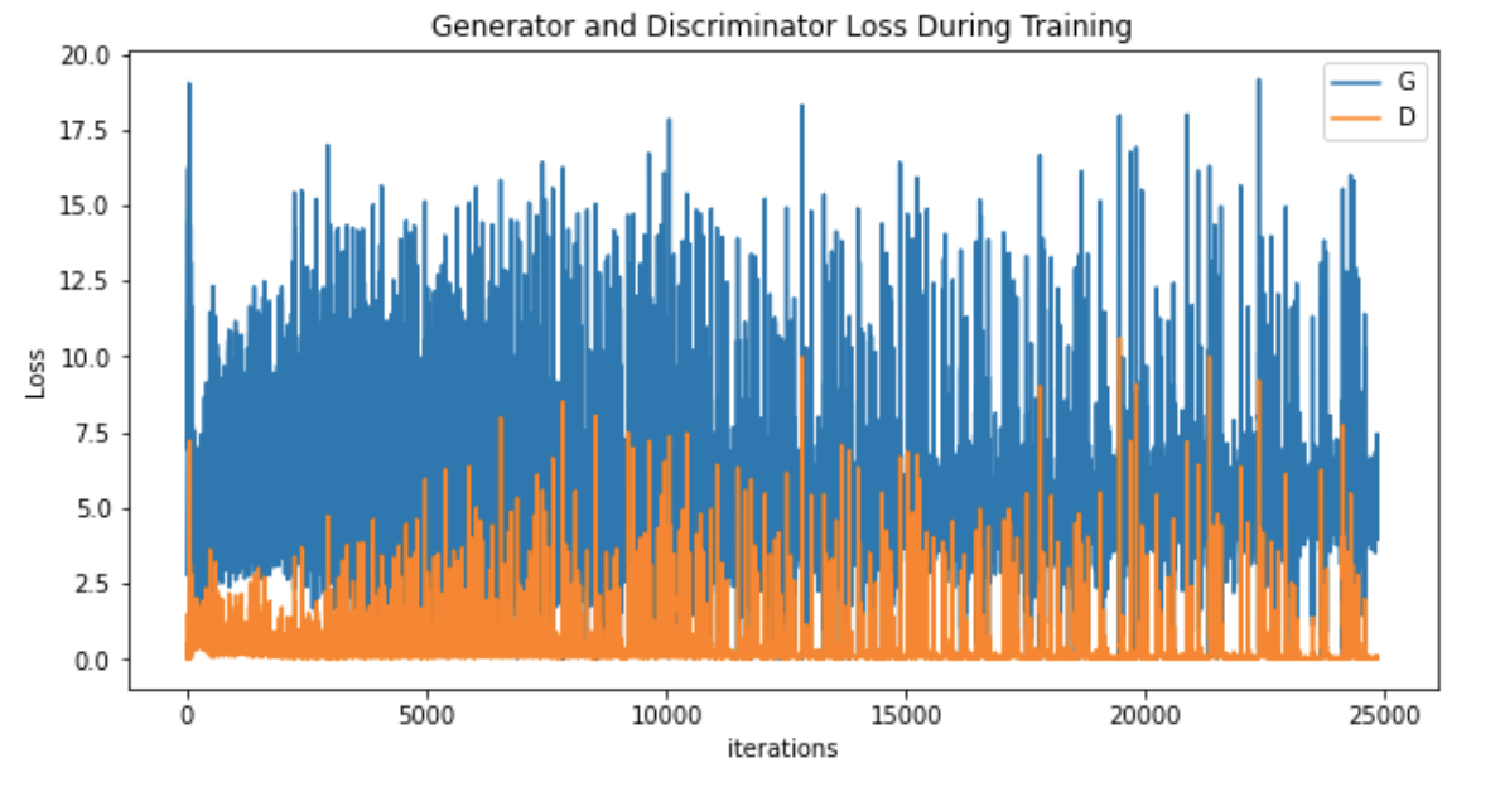 Generator and Discriminator Loss During Training
20.0
17.5
15.0
12.5
10.0
7.5
5.0
2.5
0.0
Loss
G
D
0 5000 10000 15000 20000 25000
iterations